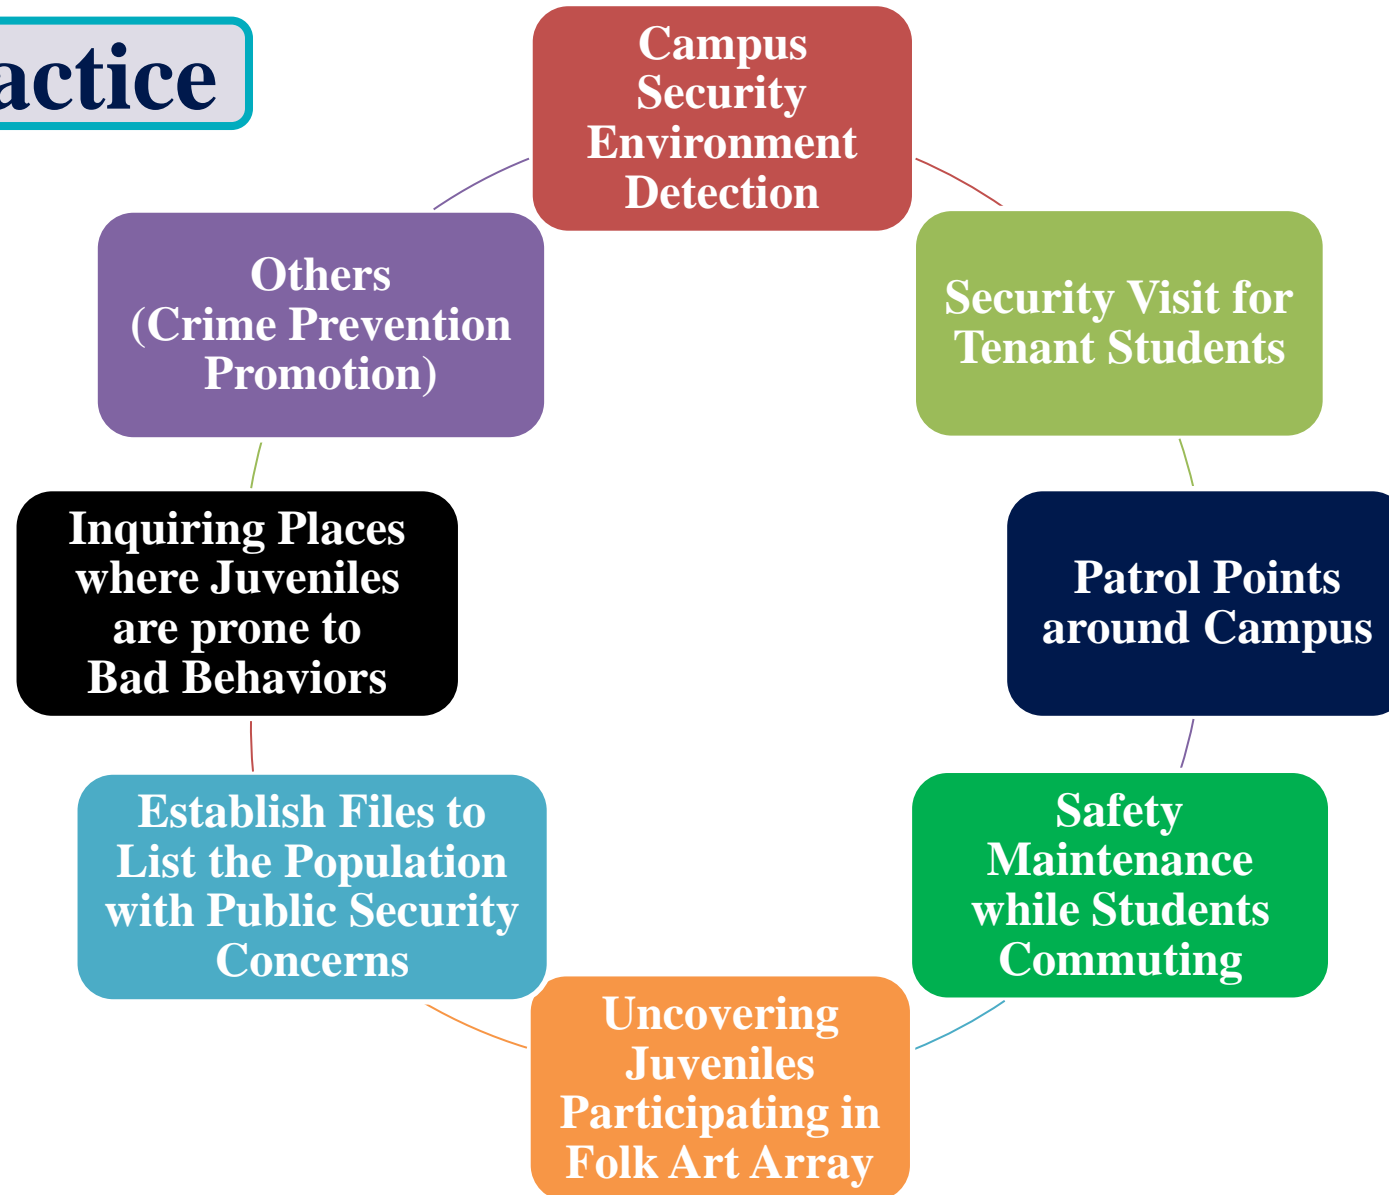 actice
Campus
Security
Environment
Detection
Security Visit for
Tenant Students
Patrol Points
around Campus
Safety
Maintenance
while Students
Commuting
Uncovering
Juveniles
Participating in
Folk Art Array
Establish Files to
List the Population
with Public Security
Concerns
Inquiring Places
where Juveniles
are prone to
Bad Behaviors
Others
(Crime Prevention
Promotion)